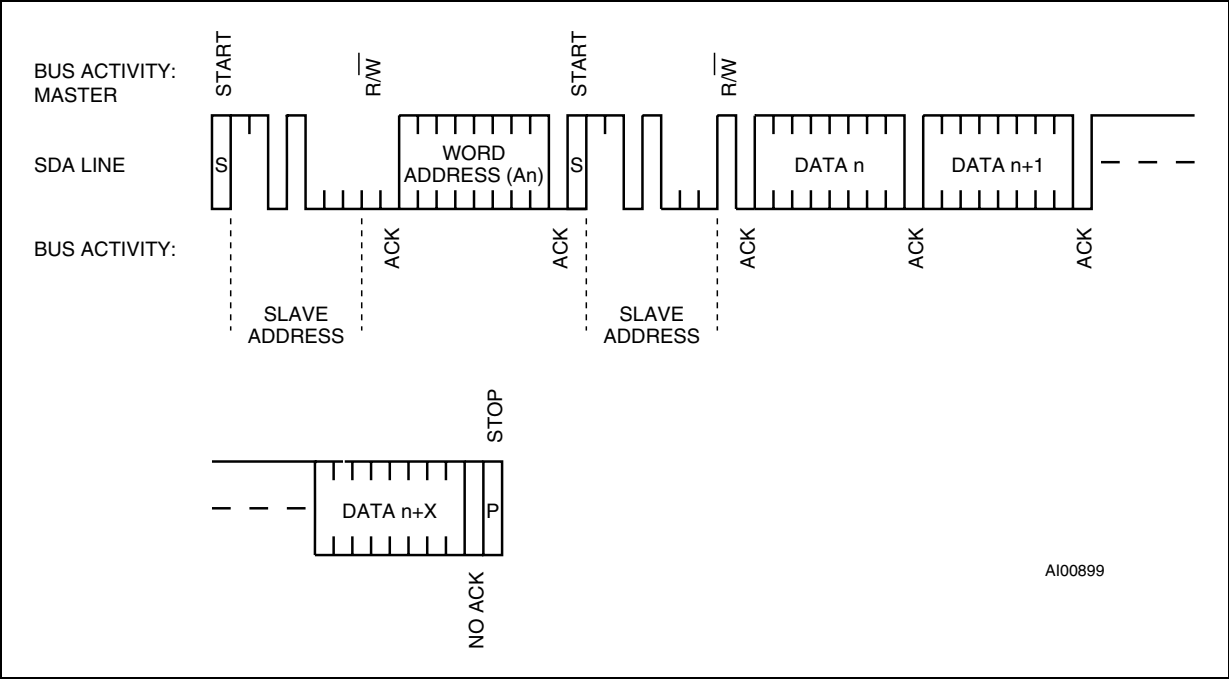 START
R/W
START
R/W
BUS ACTIVITY:
MASTER
SDA LINE
S
WORD
ADDRESS (An)
S
DATA n
DATA n+1
BUS ACTIVITY:
ACK
ACK
ACK
ACK
ACK
SLAVE
ADDRESS
SLAVE
ADDRESS
STOP
DATA n+X
P
NO ACK
AI00899